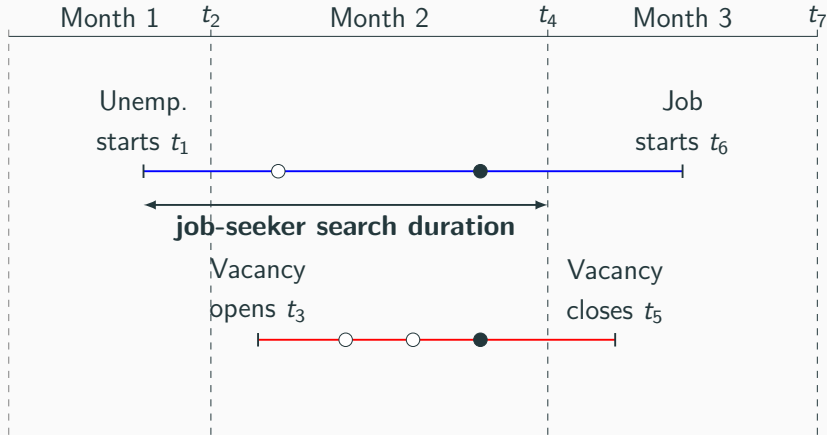 Month 1 t2 Month 2 t4 Month 3 t7
Unemp.
starts t1
Job
starts t6
job-seeker search duration
Vacancy
opens t3
Vacancy
closes t5